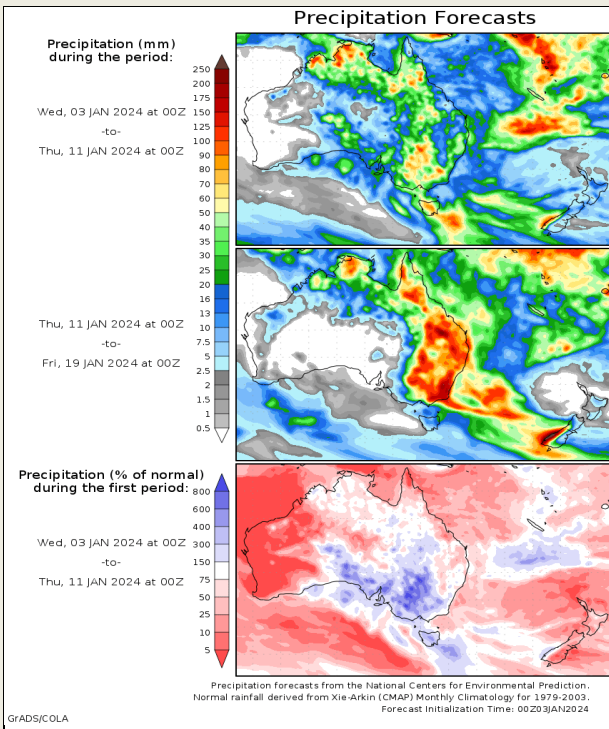 Precipitation Forecasts
Precipitation (mm)
during the period:
Wed, 03 JAN 2024 at 00Z
-to-
Thu, 11 JAN 2024 at 00Z
250
200
175
150
125
100
90
80
70
60
50
40
35
30
25
20
16
13
10
7.5
5
2.5
2
1.5
1
0.5
Thu, 11 JAN 2024 at 00Z
-to-
Fri, 19 JAN 2024 at 00Z
Precipitation (% of normal)
during the first period:
Wed, 03 JAN 2024 at 00Z
-to-
Thu, 11 JAN 2024 at 00Z
800
600
400
300
150
75
50
25
10
5
Precipitation forecasts from the National Centers for Environmental Prediction.
Normal rainfall derived from Xie-Arkin (CMAP) Monthly Climatology for 1979-2003.
Forecast Initialization Time: 00Z03JAN2024
GrADS/COLA